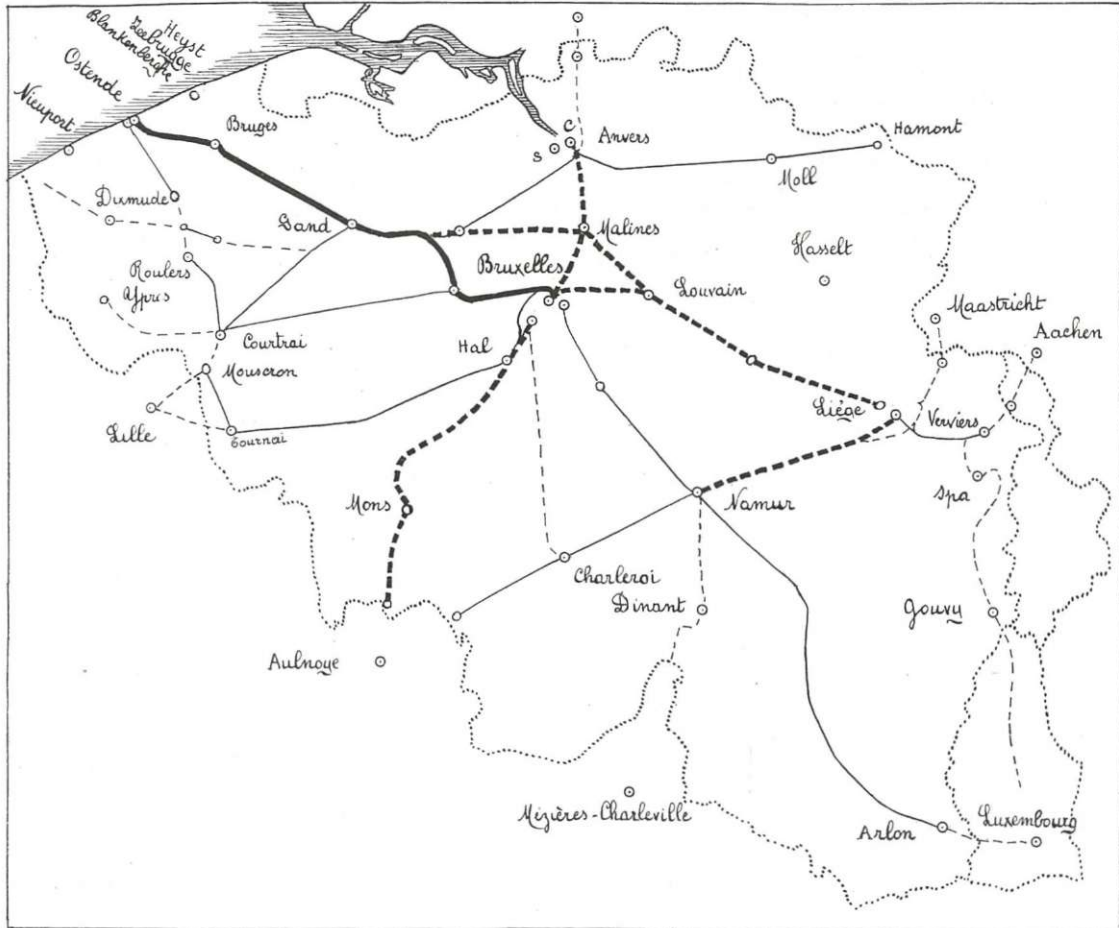 Heyst
Zeebrugge
Blankenberghe
Ostende
Nieuport
Bruges
C
S
Anvers
Hamont
Moll
Dixmude
Gand
Malines
Hasselt
Roulers
Bruxelles
Ypres
Louvain
Maastricht
Aachen
Courtrai
Hal
Mouscron
Liége
Verviers
Lille
Tournai
Spa
Mons
Namur
Charleroi
Dinant
Gouvy
Aulnoye
Mézières-Charleville
Arlon
Luxembourg